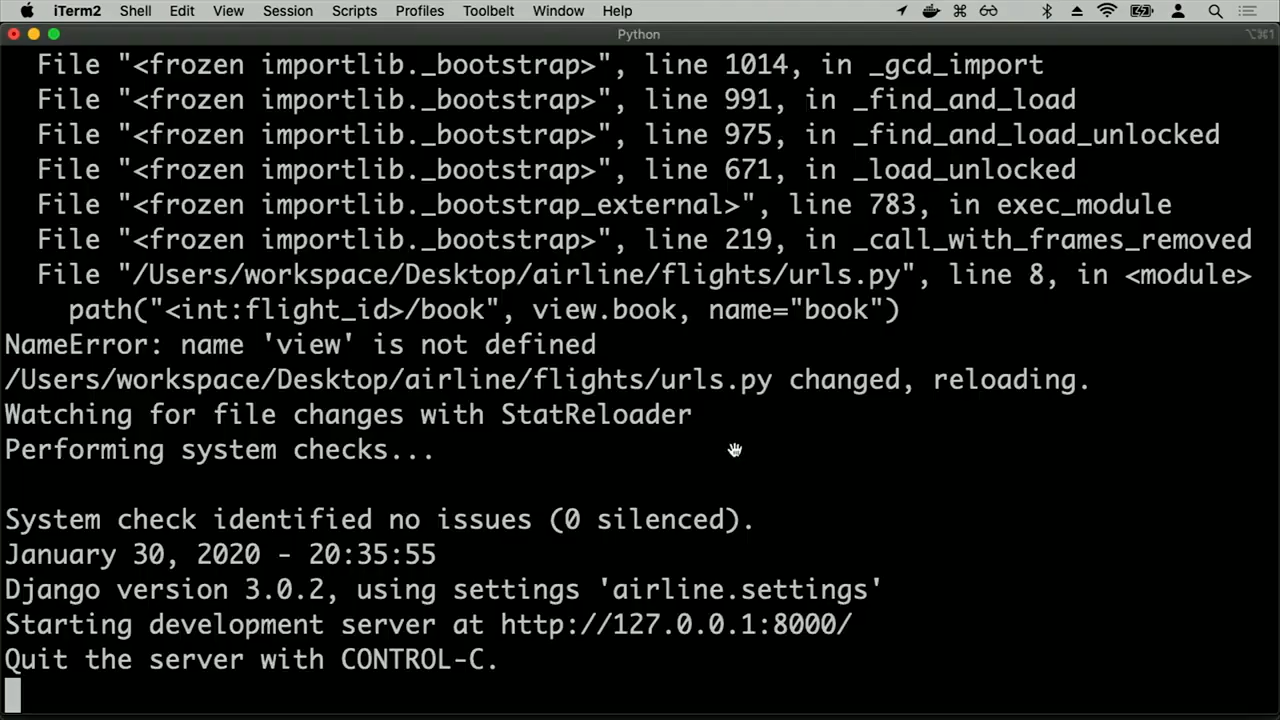 iTerm2 Shell Edit View Session Scripts Profiles Toolbelt Window Help
Python
⌥⌘1
File "<frozen importlib._bootstrap>", line 1014, in _gcd_import
File "<frozen importlib._bootstrap>", line 991, in _find_and_load
File "<frozen importlib._bootstrap>", line 975, in _find_and_load_unlocked
File "<frozen importlib._bootstrap>", line 671, in _load_unlocked
File "<frozen importlib._bootstrap_external>", line 783, in exec_module
File "<frozen importlib._bootstrap>", line 219, in _call_with_frames_removed
File "/Users/workspace/Desktop/airline/flights/urls.py", line 8, in <module>
path("<int:flight_id>/book", view.book, name="book")
NameError: name 'view' is not defined
/Users/workspace/Desktop/airline/flights/urls.py changed, reloading.
Watching for file changes with StatReloader
Performing system checks...
System check identified no issues (0 silenced).
January 30, 2020 - 20:35:55
Django version 3.0.2, using settings 'airline.settings'
Starting development server at http://127.0.0.1:8000/
Quit the server with CONTROL-C.